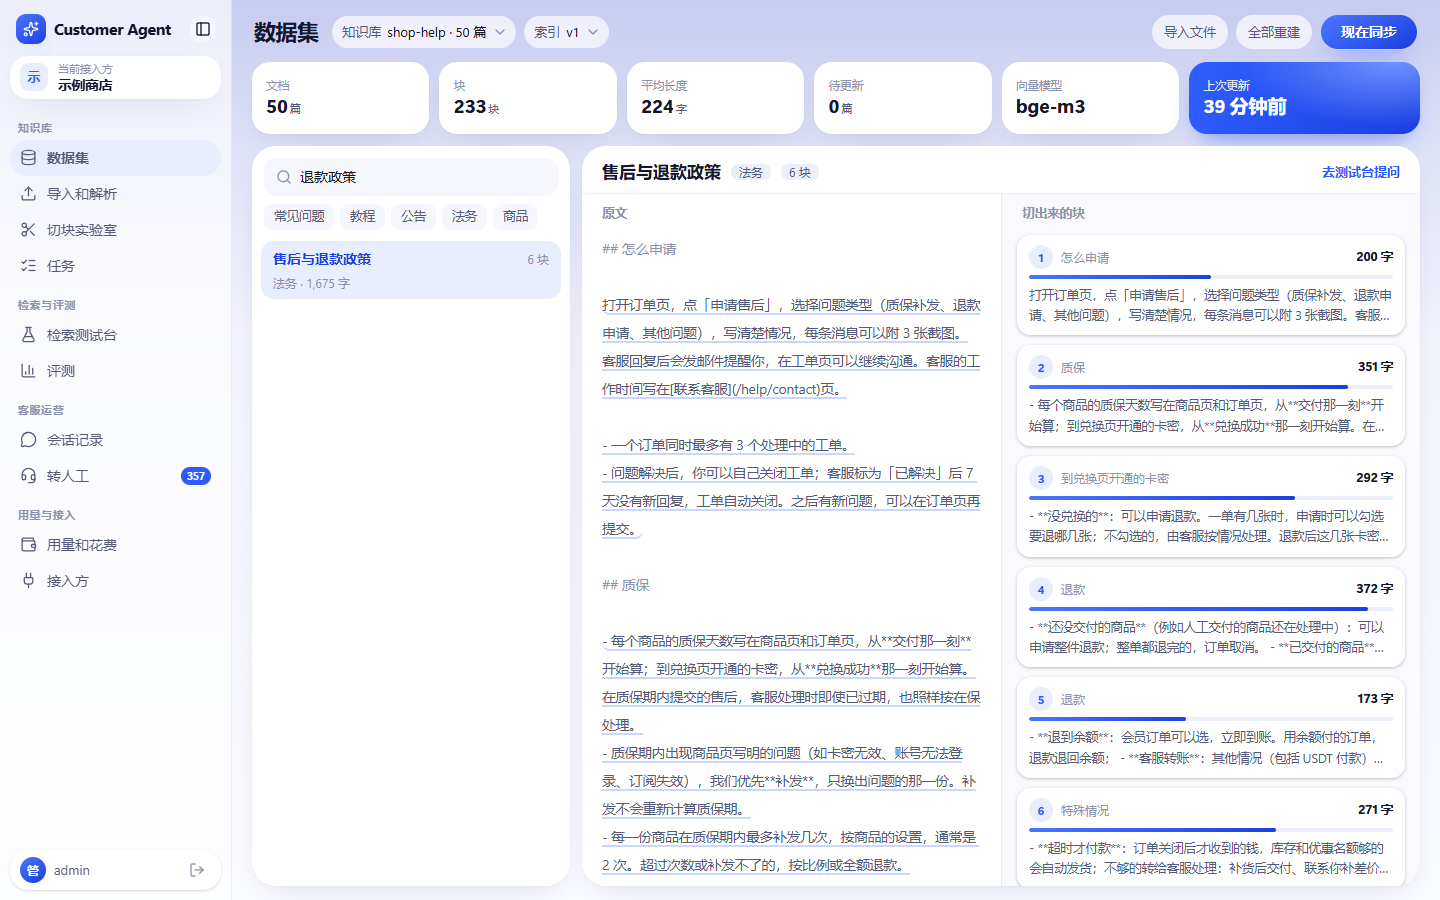 Customer Agent
示
当前接入方
示例商店
知识库
数据集
导入和解析
切块实验室
任务
检索与评测
检索测试台
评测
客服运营
会话记录
转人工
357
用量与接入
用量和花费
接入方
管
admin
数据集
知识库 shop-help · 50 篇
索引 v1
导入文件
全部重建
现在同步
文档
50 篇
块
233 块
平均长度
224 字
待更新
0 篇
向量模型
bge-m3
上次更新
39 分钟前
退款政策
常见问题
教程
公告
法务
商品
售后与退款政策
6 块
法务 · 1,675 字
售后与退款政策
法务
6 块
去测试台提问
原文
## 怎么申请
打开订单页，点「申请售后」，选择问题类型（质保补发、退款
申请、其他问题），写清楚情况，每条消息可以附 3 张截图。
客服回复后会发邮件提醒你，在工单页可以继续沟通。客服的工
作时间写在[联系客服](/help/contact)页。
- 一个订单同时最多有 3 个处理中的工单。
- 问题解决后，你可以自己关闭工单；客服标为「已解决」后 7
天没有新回复，工单自动关闭。之后有新问题，可以在订单页再
提交。
## 质保
- 每个商品的质保天数写在商品页和订单页，从**交付那一刻**
开始算；到兑换页开通的卡密，从**兑换成功**那一刻开始算。
在质保期内提交的售后，客服处理时即使已过期，也照样按在保
处理。
- 质保期内出现商品页写明的问题（如卡密无效、账号无法登
录、订阅失效），我们优先**补发**，只换出问题的那一份。补
发不会重新计算质保期。
- 每一份商品在质保期内最多补发几次，按商品的设置，通常是
2 次。超过次数或补发不了的，按比例或全额退款。
切出来的块
1
怎么申请
200 字
打开订单页，点「申请售后」，选择问题类型（质保补发、退款申
请、其他问题），写清楚情况，每条消息可以附 3 张截图。 客服...
2
质保
351 字
- 每个商品的质保天数写在商品页和订单页，从**交付那一刻**开
始算；到兑换页开通的卡密，从**兑换成功**那一刻开始算。在...
3
到兑换页开通的卡密
292 字
- **没兑换的**：可以申请退款。一单有几张时，申请时可以勾选
要退哪几张；不勾选的，由客服按情况处理。退款后这几张卡密...
4
退款
372 字
- **还没交付的商品**（例如人工交付的商品还在处理中）：可以
申请整件退款；整单都退完的，订单取消。 - **已交付的商品**...
5
退款
173 字
- **退到余额**：会员订单可以选，立即到账。用余额付的订单，
退款退回余额； - **客服转账**：其他情况（包括 USDT 付款）...
6
特殊情况
271 字
- **超时才付款**：订单关闭后才收到的钱，库存和优惠名额够的
会自动发货；不够的转给客服处理：补货后交付、联系你补差价...